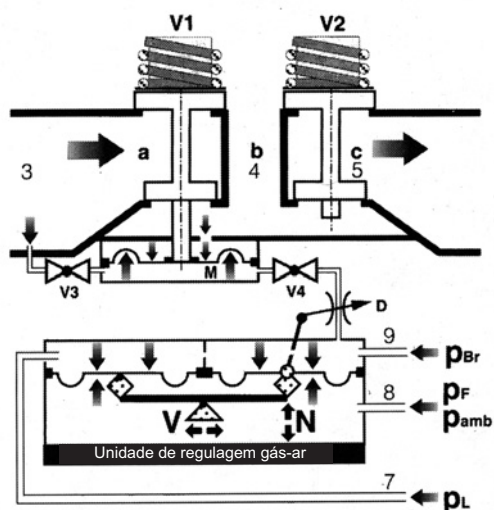 V1 V2
3 a b c
4 5
M
V3 V4 D
9
pBr
8
pF
V N pamb
Unidade de regulagem gás-ar
7
pL